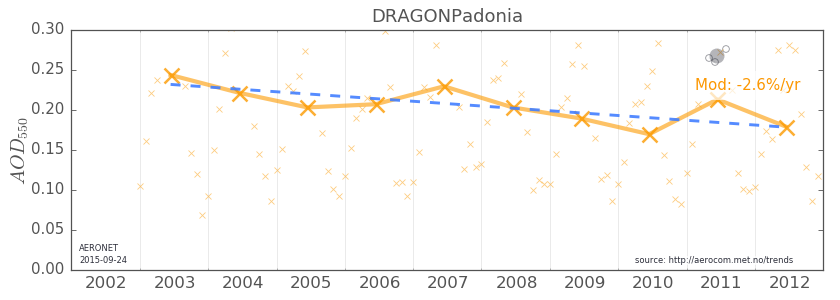 DRAGONPadonia
0.30
0.25
0.20
0.15
0.10
0.05
0.00
AOD550
Mod: -2.6%/yr
AERONET
2015-09-24
source: http://aerocom.met.no/trends
2002 2003 2004 2005 2006 2007 2008 2009 2010 2011 2012